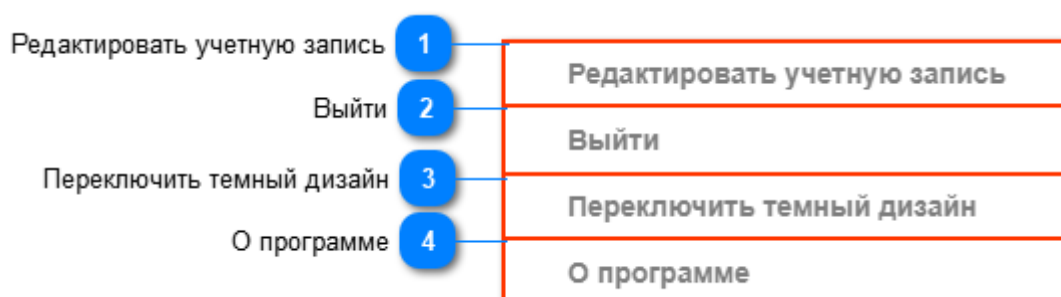 Редактировать учетную запись 1
Редактировать учетную запись
Выйти 2
Выйти
Переключить темный дизайн 3
Переключить темный дизайн
О программе 4
О программе